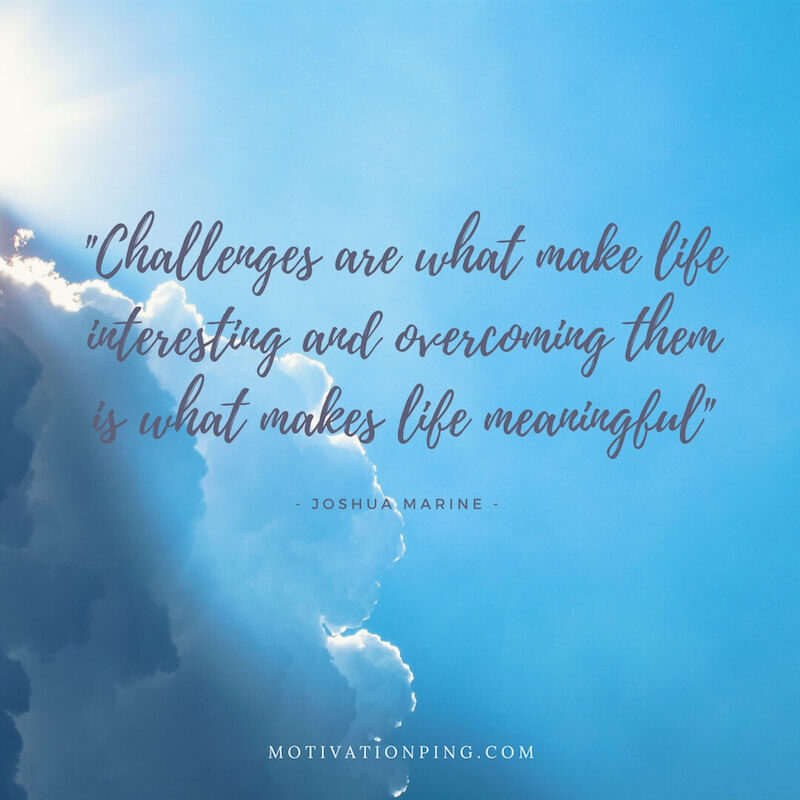 "Challenges are what make life
interesting and overcoming them
is what makes life meaningful"
- JOSHUA MARINE -
MOTIVATIONPING.COM